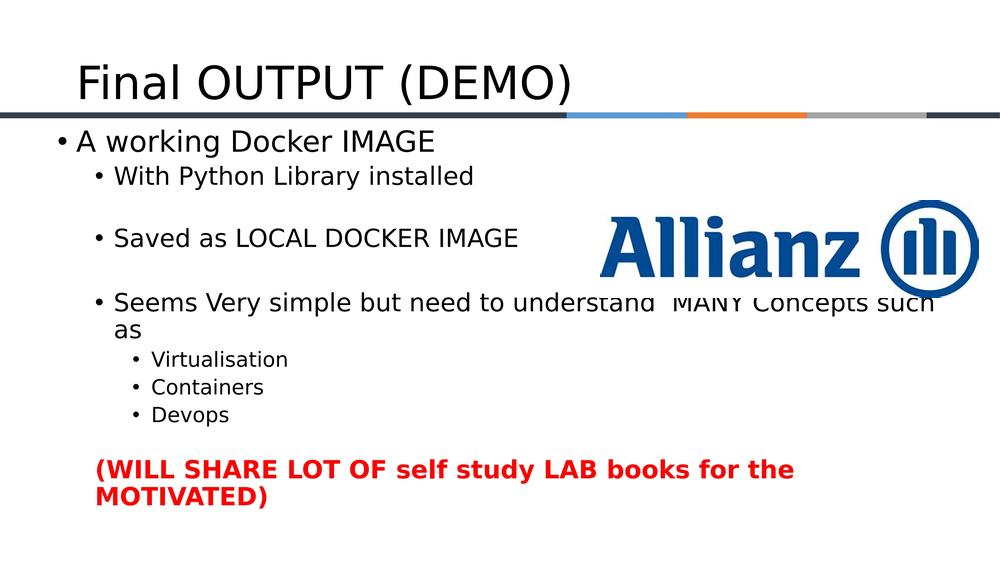 Final OUTPUT (DEMO)
• A working Docker IMAGE
• With Python Library installed
• Saved as LOCAL DOCKER IMAGE
Allianz
• Seems Very simple but need to understand  MANY Concepts such
as
• Virtualisation
• Containers
• Devops
(WILL SHARE LOT OF self study LAB books for the
MOTIVATED)